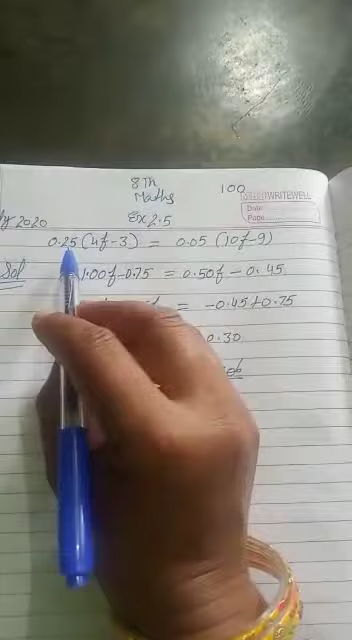 8Th
Maths
100
WRITEWELL
Date
Page
2020
Ex 2.5
0.25 (4f-3) = 0.05 (10f-9)
Sol
1.00f-0.75 = 0.50f - 0.45
= -0.45+0.75
0.30